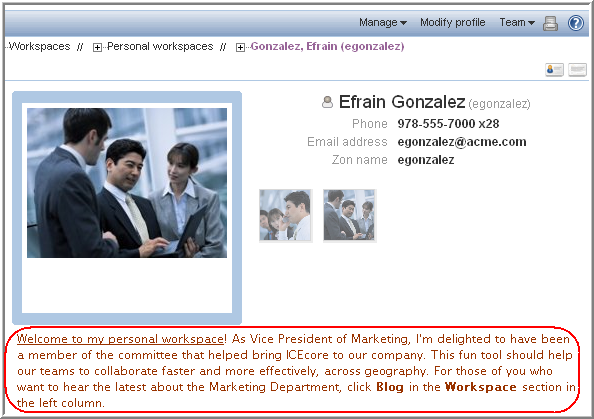 Manage Modify profile Team
Workspaces // Personal workspaces // Gonzalez, Efrain (egonzalez)
Efrain Gonzalez (egonzalez)
Phone 978-555-7000 x28
Email address egonzalez@acme.com
Zon name egonzalez
Welcome to my personal workspace! As Vice President of Marketing, I'm delighted to have been
a member of the committee that helped bring ICEcore to our company. This fun tool should help
our teams to collaborate faster and more effectively, across geography. For those of you who
want to hear the latest about the Marketing Department, click Blog in the Workspace section in
the left column.